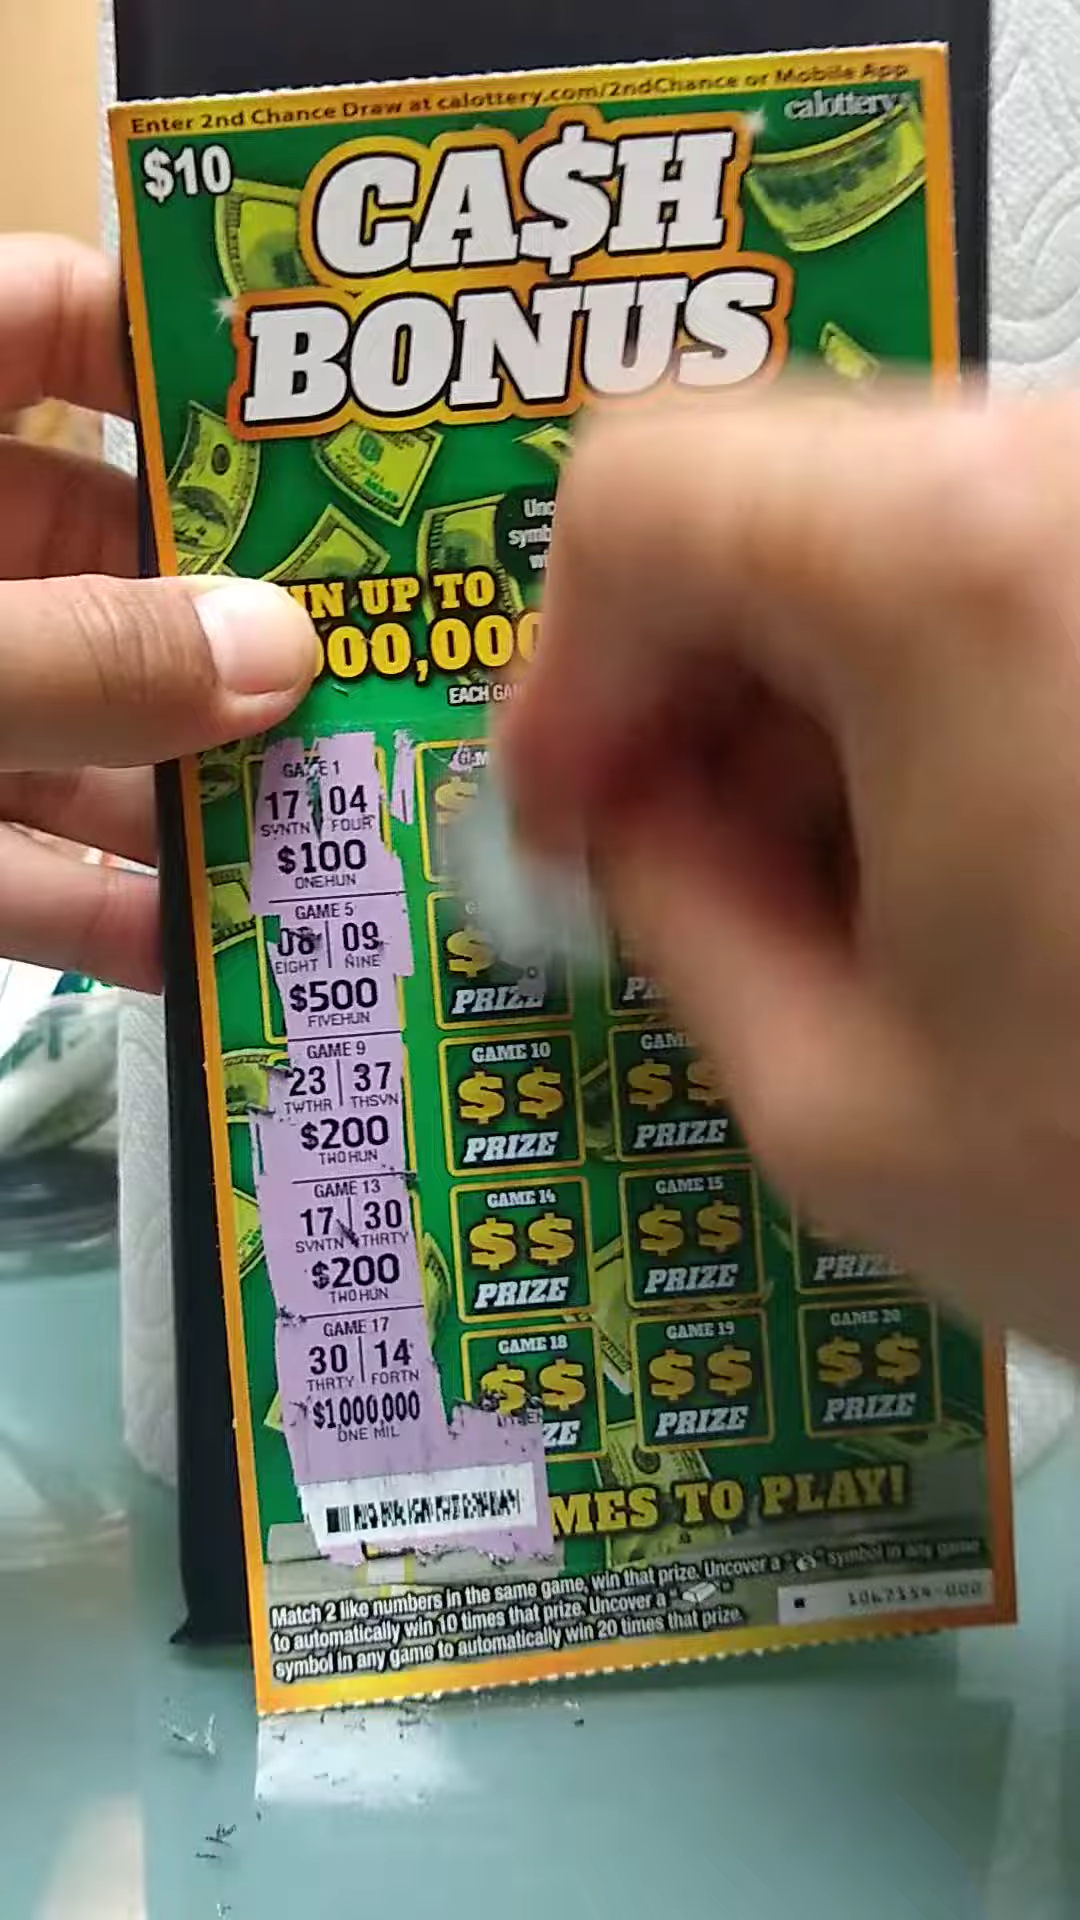 Enter 2nd Chance Draw at calottery.com/2ndChance or Mobile App
calottery
$10
CA$H
BONUS
UP TO
EACH
GAME 1
17 | 04
SVNTN FOUR
$100
ONEHUN
GAME 5
08 | 09
EIGHT NINE
$500
FIVEHUN
GAME 9
23 | 37
TWTHR THSVN
$200
TWOHUN
GAME 13
17 | 30
SVNTN THRTY
$200
TWOHUN
GAME 17
30 | 14
THRTY FORTN
$1,000,000
ONE MIL
$
$
PRIZE
GAME 10
$ $
PRIZE
$ $
PRIZE
GAME 14
$ $
PRIZE
GAME 15
$ $
PRIZE
GAME 18
$ $
GAME 19
$ $
PRIZE
GAME 20
$ $
PRIZE
TO PLAY!
Match 2 like numbers in the same game, win that prize. Uncover a " " symbol in any game
to automatically win 10 times that prize. Uncover a " "
symbol in any game to automatically win 20 times that prize.